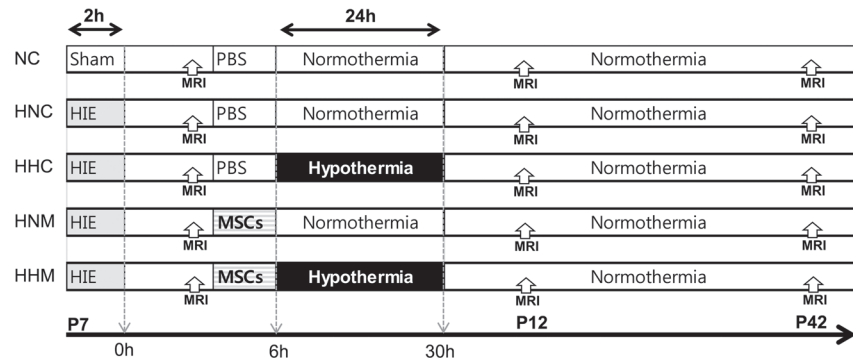 2h 24h
NC Sham PBS Normothermia Normothermia
MRI MRI MRI
HNC HIE PBS Normothermia Normothermia
MRI MRI MRI
HHC HIE PBS Hypothermia Normothermia
MRI MRI MRI
HNM HIE MSCs Normothermia Normothermia
MRI MRI MRI
HHM HIE MSCs Hypothermia Normothermia
MRI MRI MRI
P7 P12 P42
0h 6h 30h